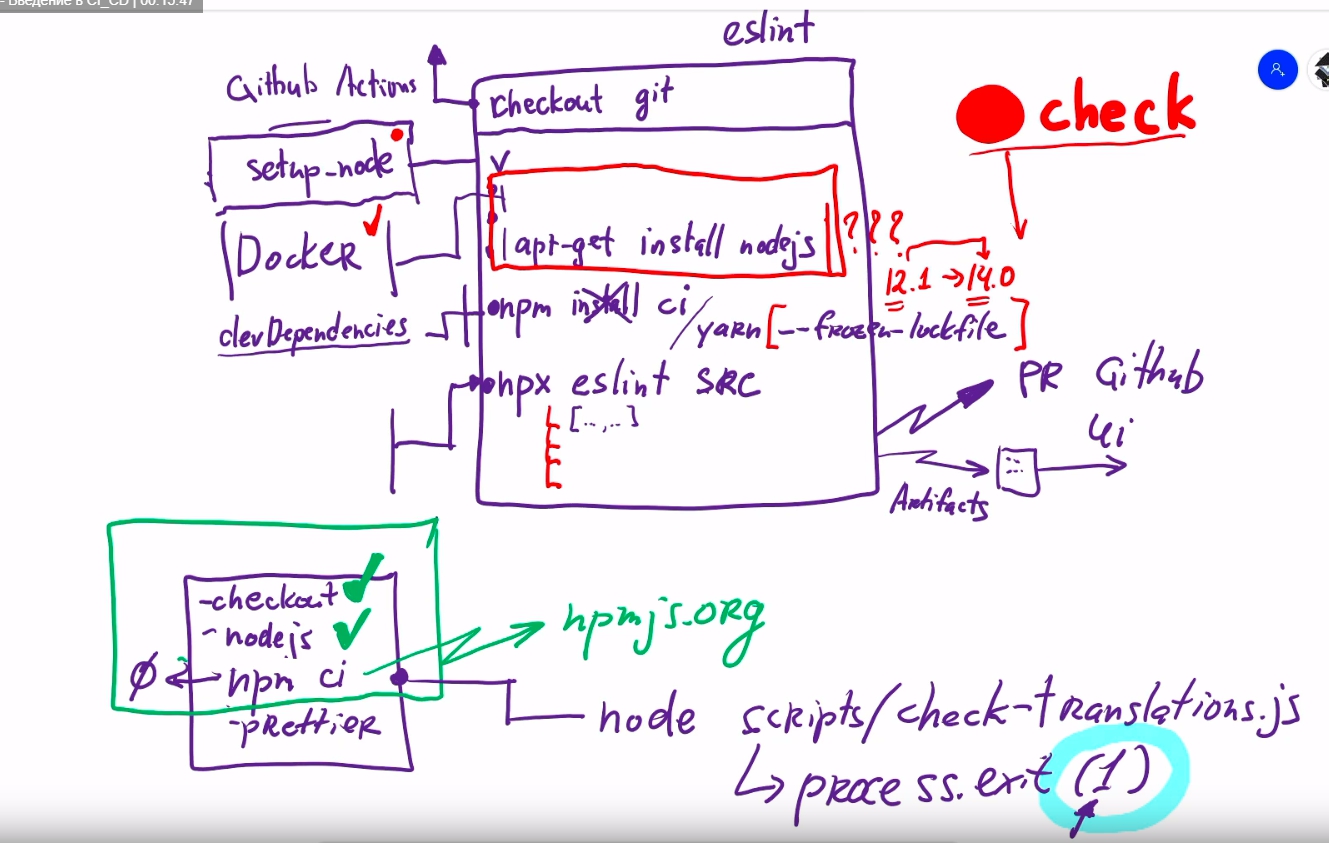 - Введение в CI_CD | 00:15:47
eslint
Github Actions
checkout git
check
setup-node
V
Docker
apt-get install nodejs
???
12.1 → 14.0
devDependencies
npm install ci / yarn [--frozen-lockfile]
npx eslint SRC
[..,..]
PR Github
ui
Artifacts
-checkout
-nodejs
npm ci
-prettier
npmjs.org
node scripts/check-translations.js
process.exit (1)